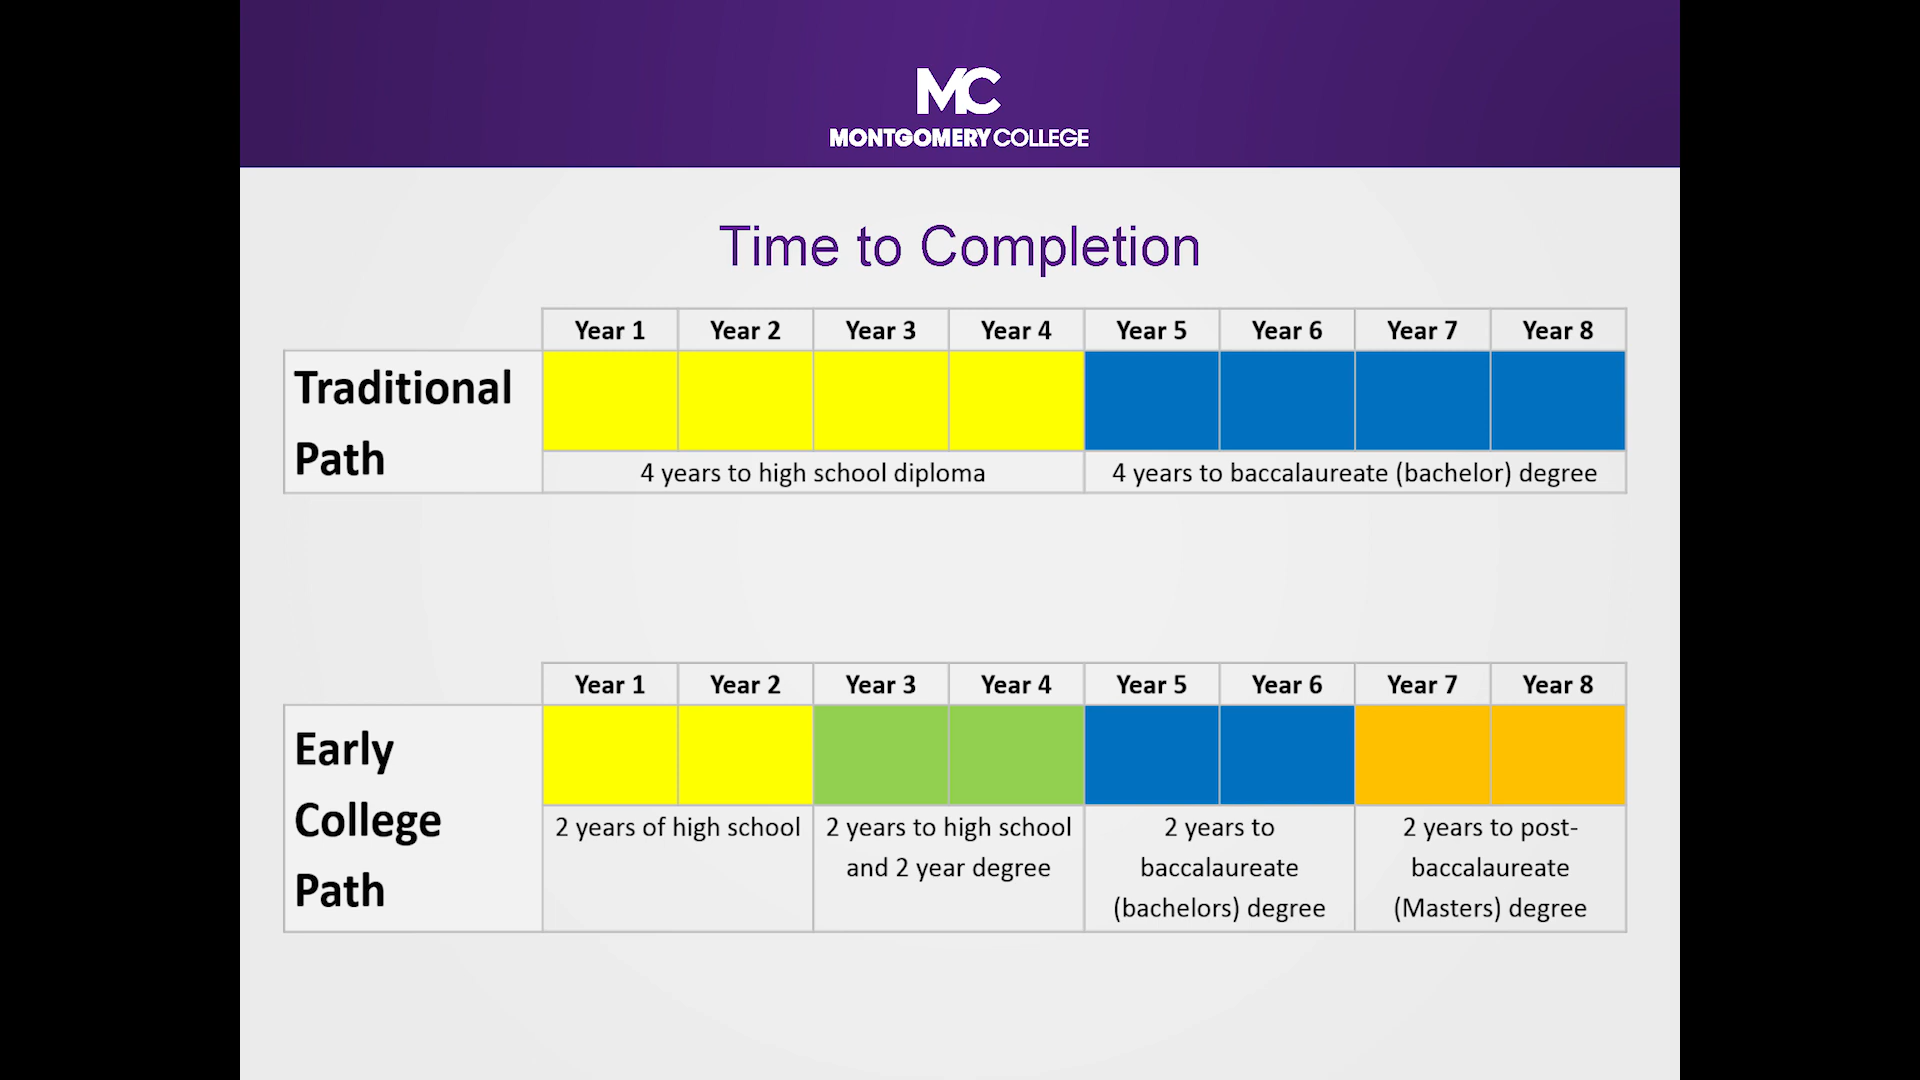 MC
MONTGOMERY COLLEGE
Time to Completion
Year 1 Year 2 Year 3 Year 4 Year 5 Year 6 Year 7 Year 8
Traditional
Path
4 years to high school diploma 4 years to baccalaureate (bachelor) degree
Year 1 Year 2 Year 3 Year 4 Year 5 Year 6 Year 7 Year 8
Early
College
Path
2 years of high school
2 years to high school
and 2 year degree
2 years to
baccalaureate
(bachelors) degree
2 years to post-
baccalaureate
(Masters) degree